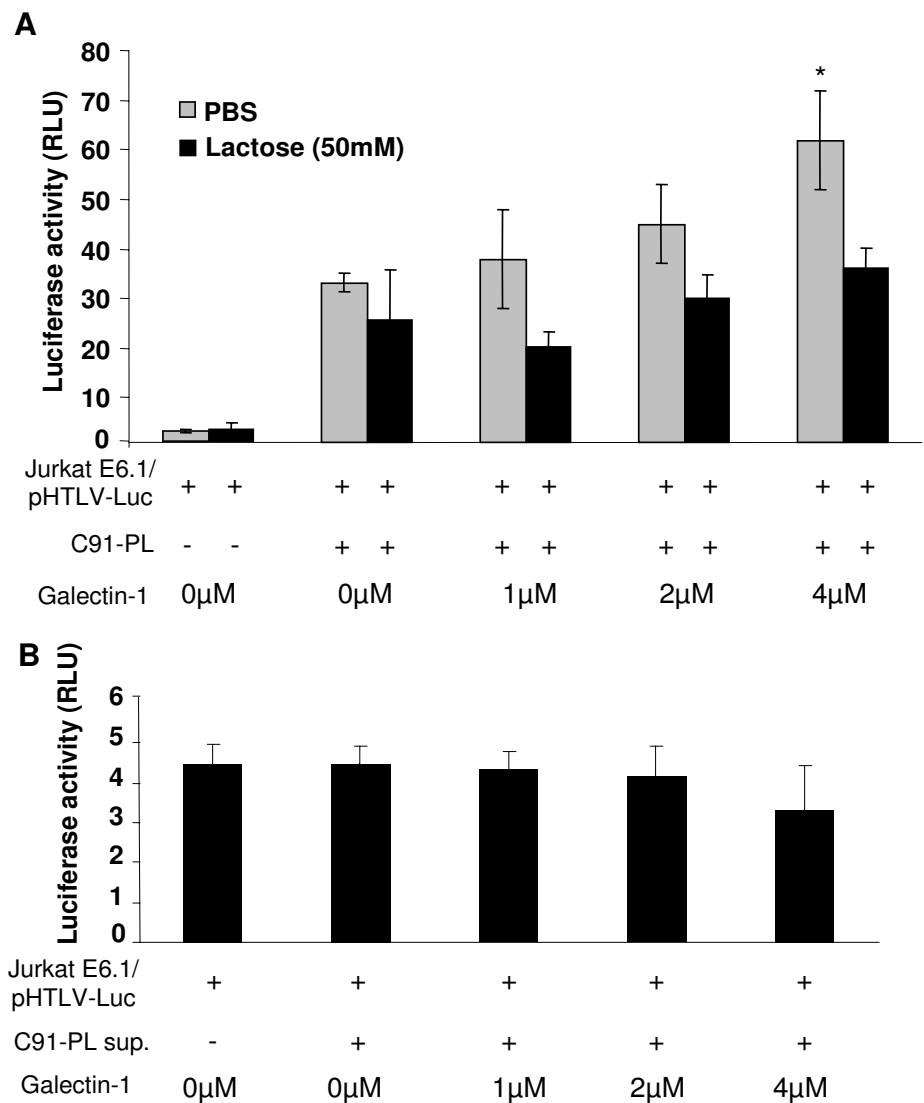 A
Luciferase activity (RLU)
80
70
60
50
40
30
20
10
0
PBS
Lactose (50mM)
*
Jurkat E6.1/
pHTLV-Luc
+ + + + + + + + + +
C91-PL - - + + + + + + + +
Galectin-1 0µM 0µM 1µM 2µM 4µM
B
Luciferase activity (RLU)
6
5
4
3
2
1
0
Jurkat E6.1/
pHTLV-Luc
+ + + + +
C91-PL sup. - + + + +
Galectin-1 0µM 0µM 1µM 2µM 4µM